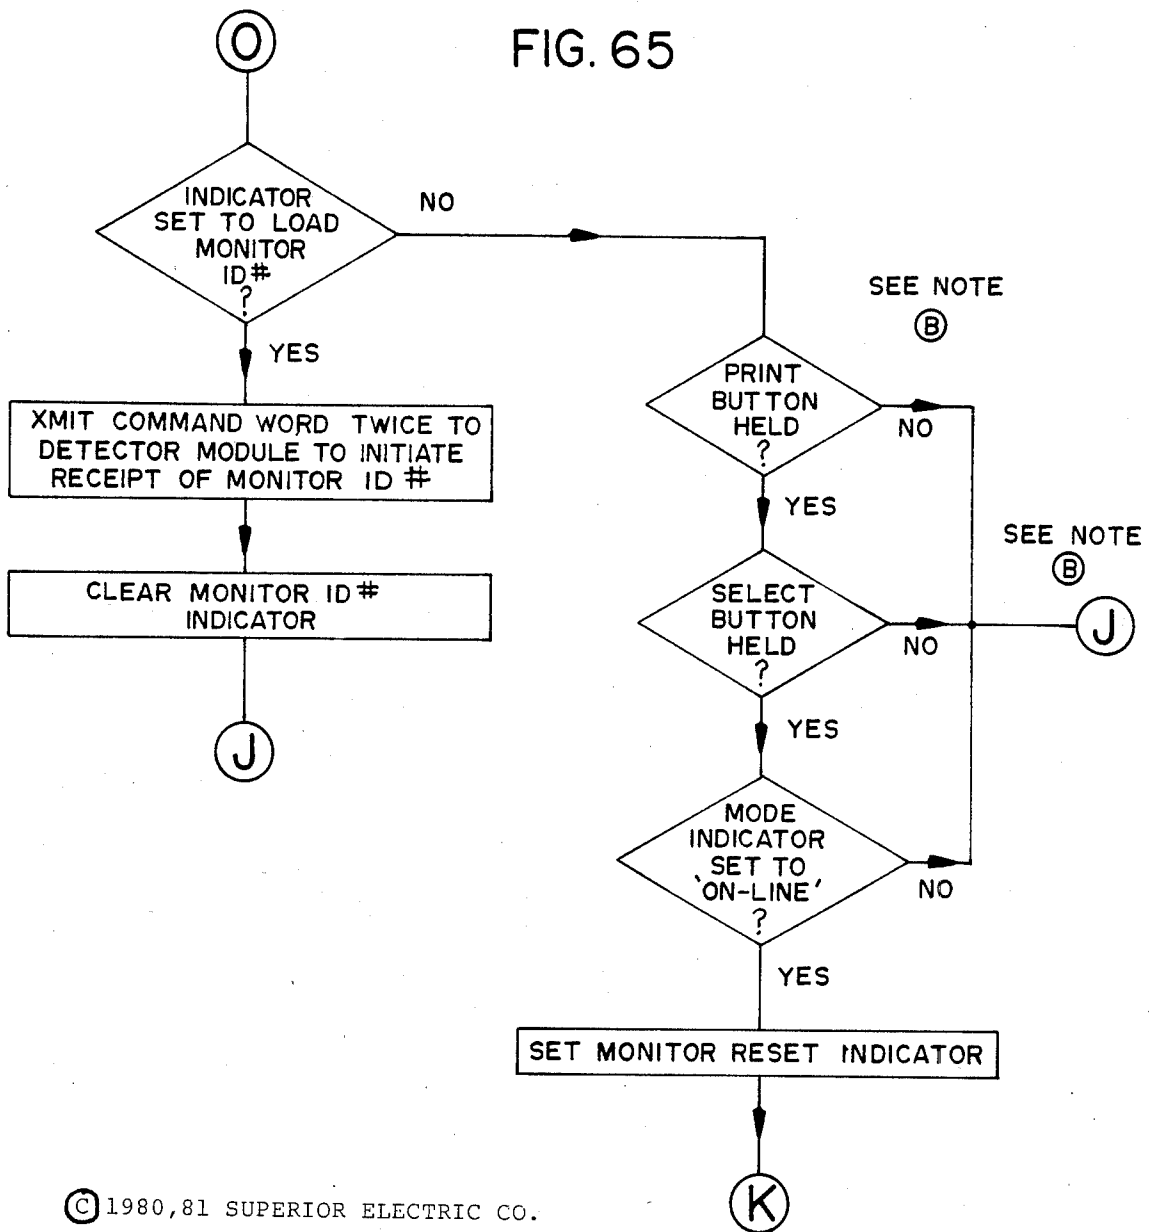 O
FIG. 65
INDICATOR
SET TO LOAD
MONITOR
ID#
?
NO
YES
XMIT COMMAND WORD TWICE TO
DETECTOR MODULE TO INITIATE
RECEIPT OF MONITOR ID #
CLEAR MONITOR ID #
INDICATOR
J
SEE NOTE
B
PRINT
BUTTON
HELD
?
NO
YES
SEE NOTE
B
SELECT
BUTTON
HELD
?
NO
J
YES
MODE
INDICATOR
SET TO
'ON-LINE'
?
NO
YES
SET MONITOR RESET INDICATOR
K
© 1980,81 SUPERIOR ELECTRIC CO.